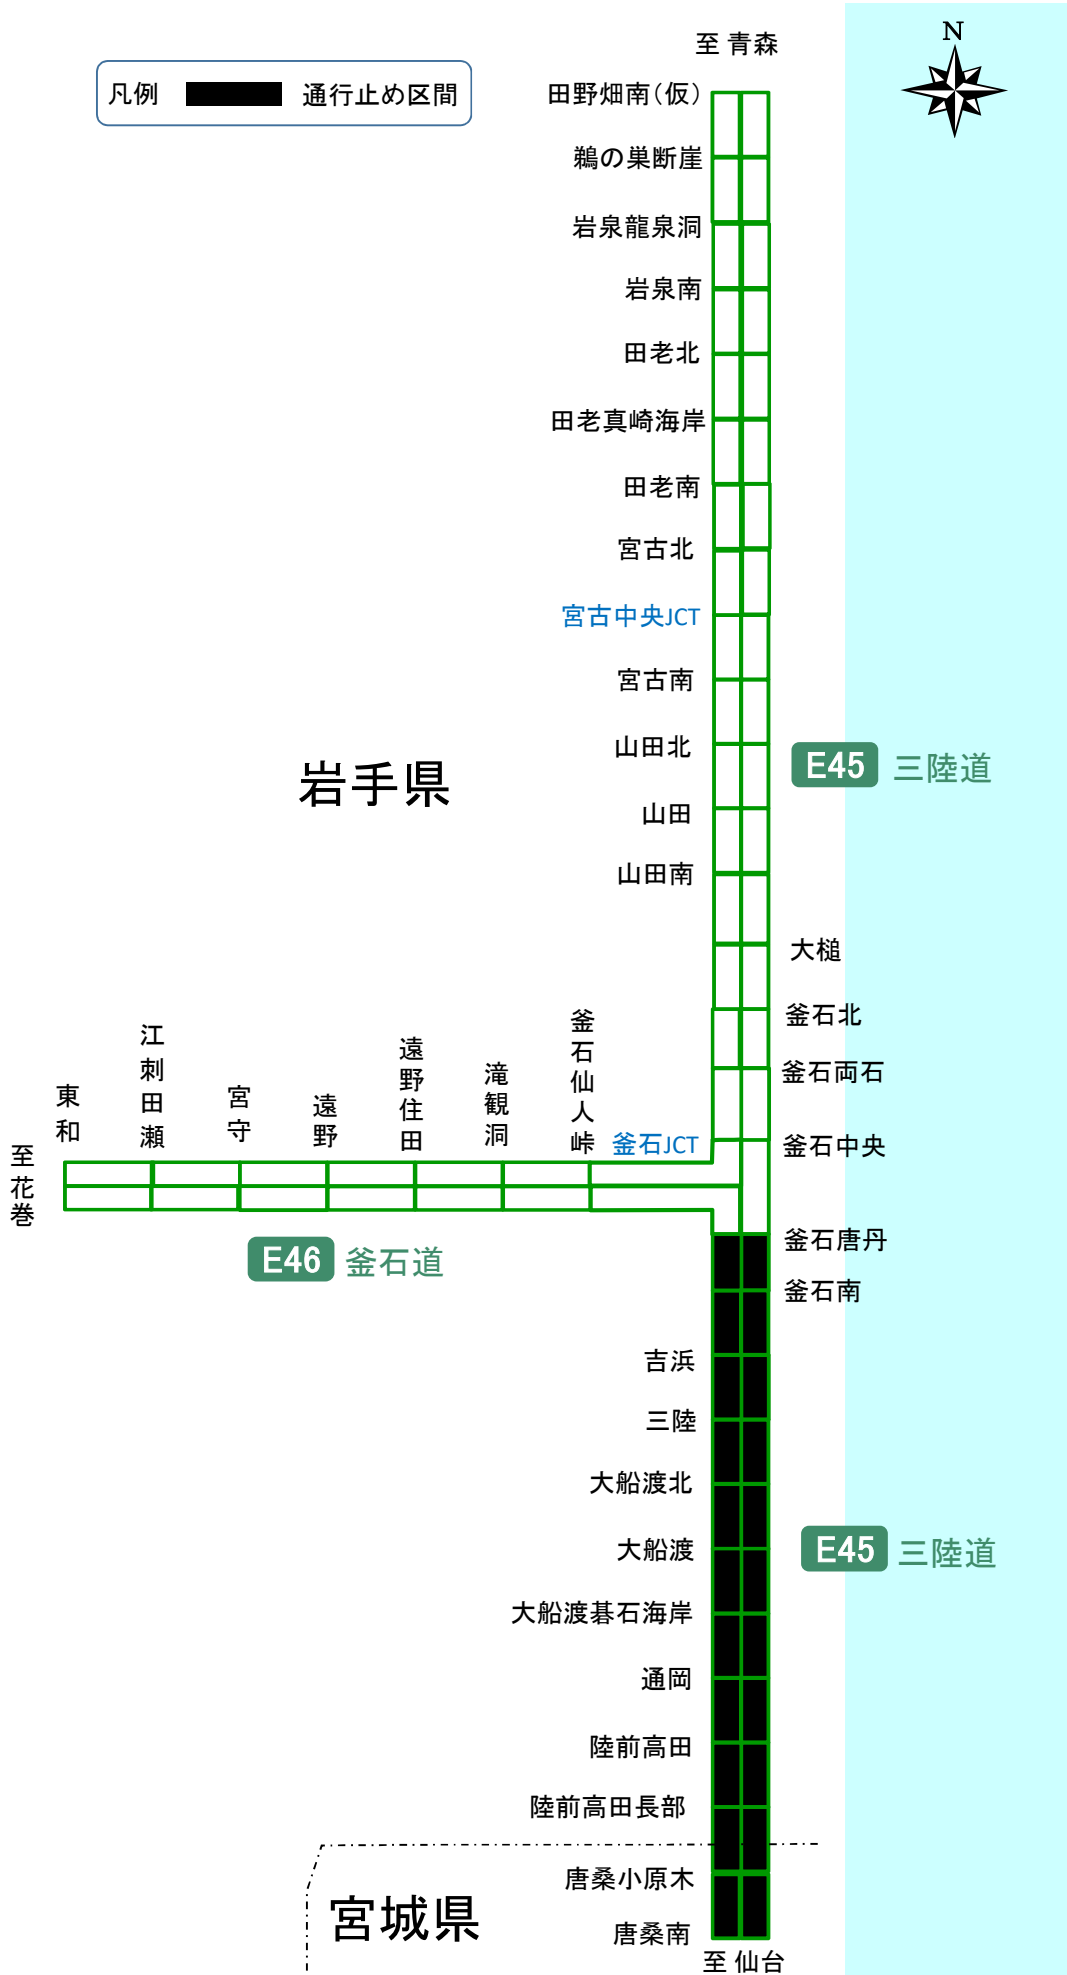 至 青森
N
凡例 通行止め区間
田野畑南(仮)
鵜の巣断崖
岩泉龍泉洞
岩泉南
田老北
田老真崎海岸
田老南
宮古北
宮古中央JCT
宮古南
山田北
E45 三陸道
岩手県
山田
山田南
大槌
釜石北
釜石両石
釜石中央
釜石JCT
釜石仙人峠
滝観洞
遠野住田
遠野
宮守
江刺田瀬
東和
至 花巻
E46 釜石道
釜石唐丹
釜石南
吉浜
三陸
大船渡北
大船渡
E45 三陸道
大船渡碁石海岸
通岡
陸前高田
陸前高田長部
唐桑小原木
宮城県
唐桑南
至 仙台